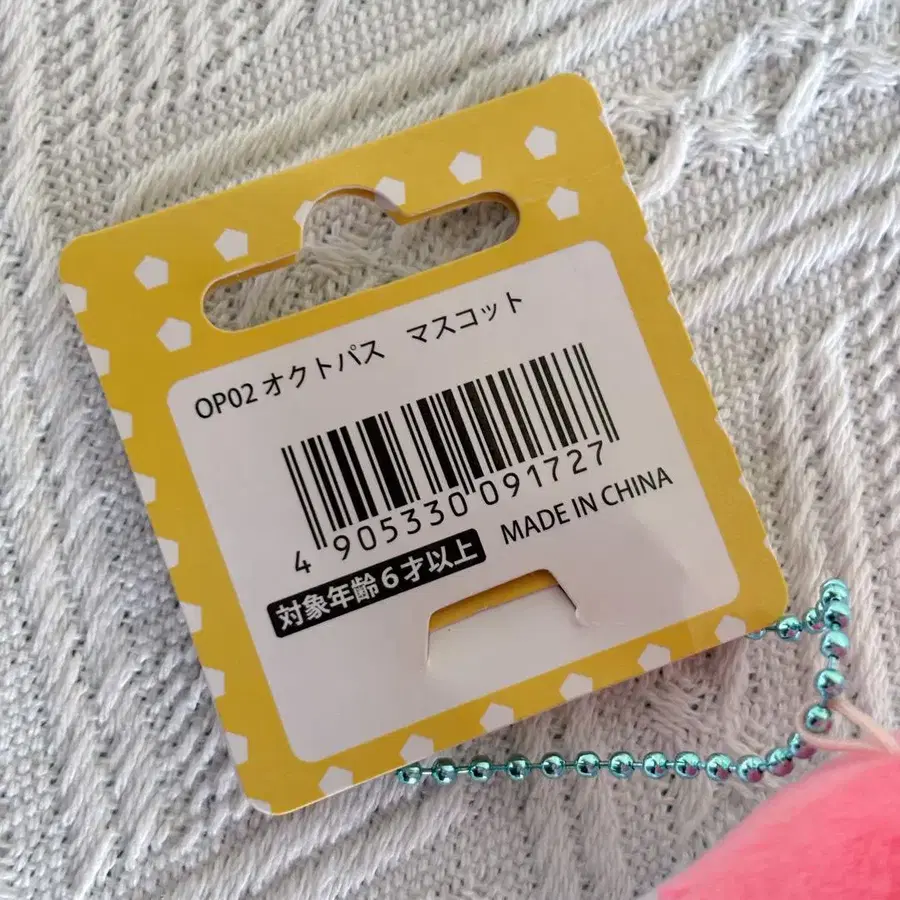 OP02 オクトパス　マスコット
4 905330 091727
MADE IN CHINA
対象年齢６才以上